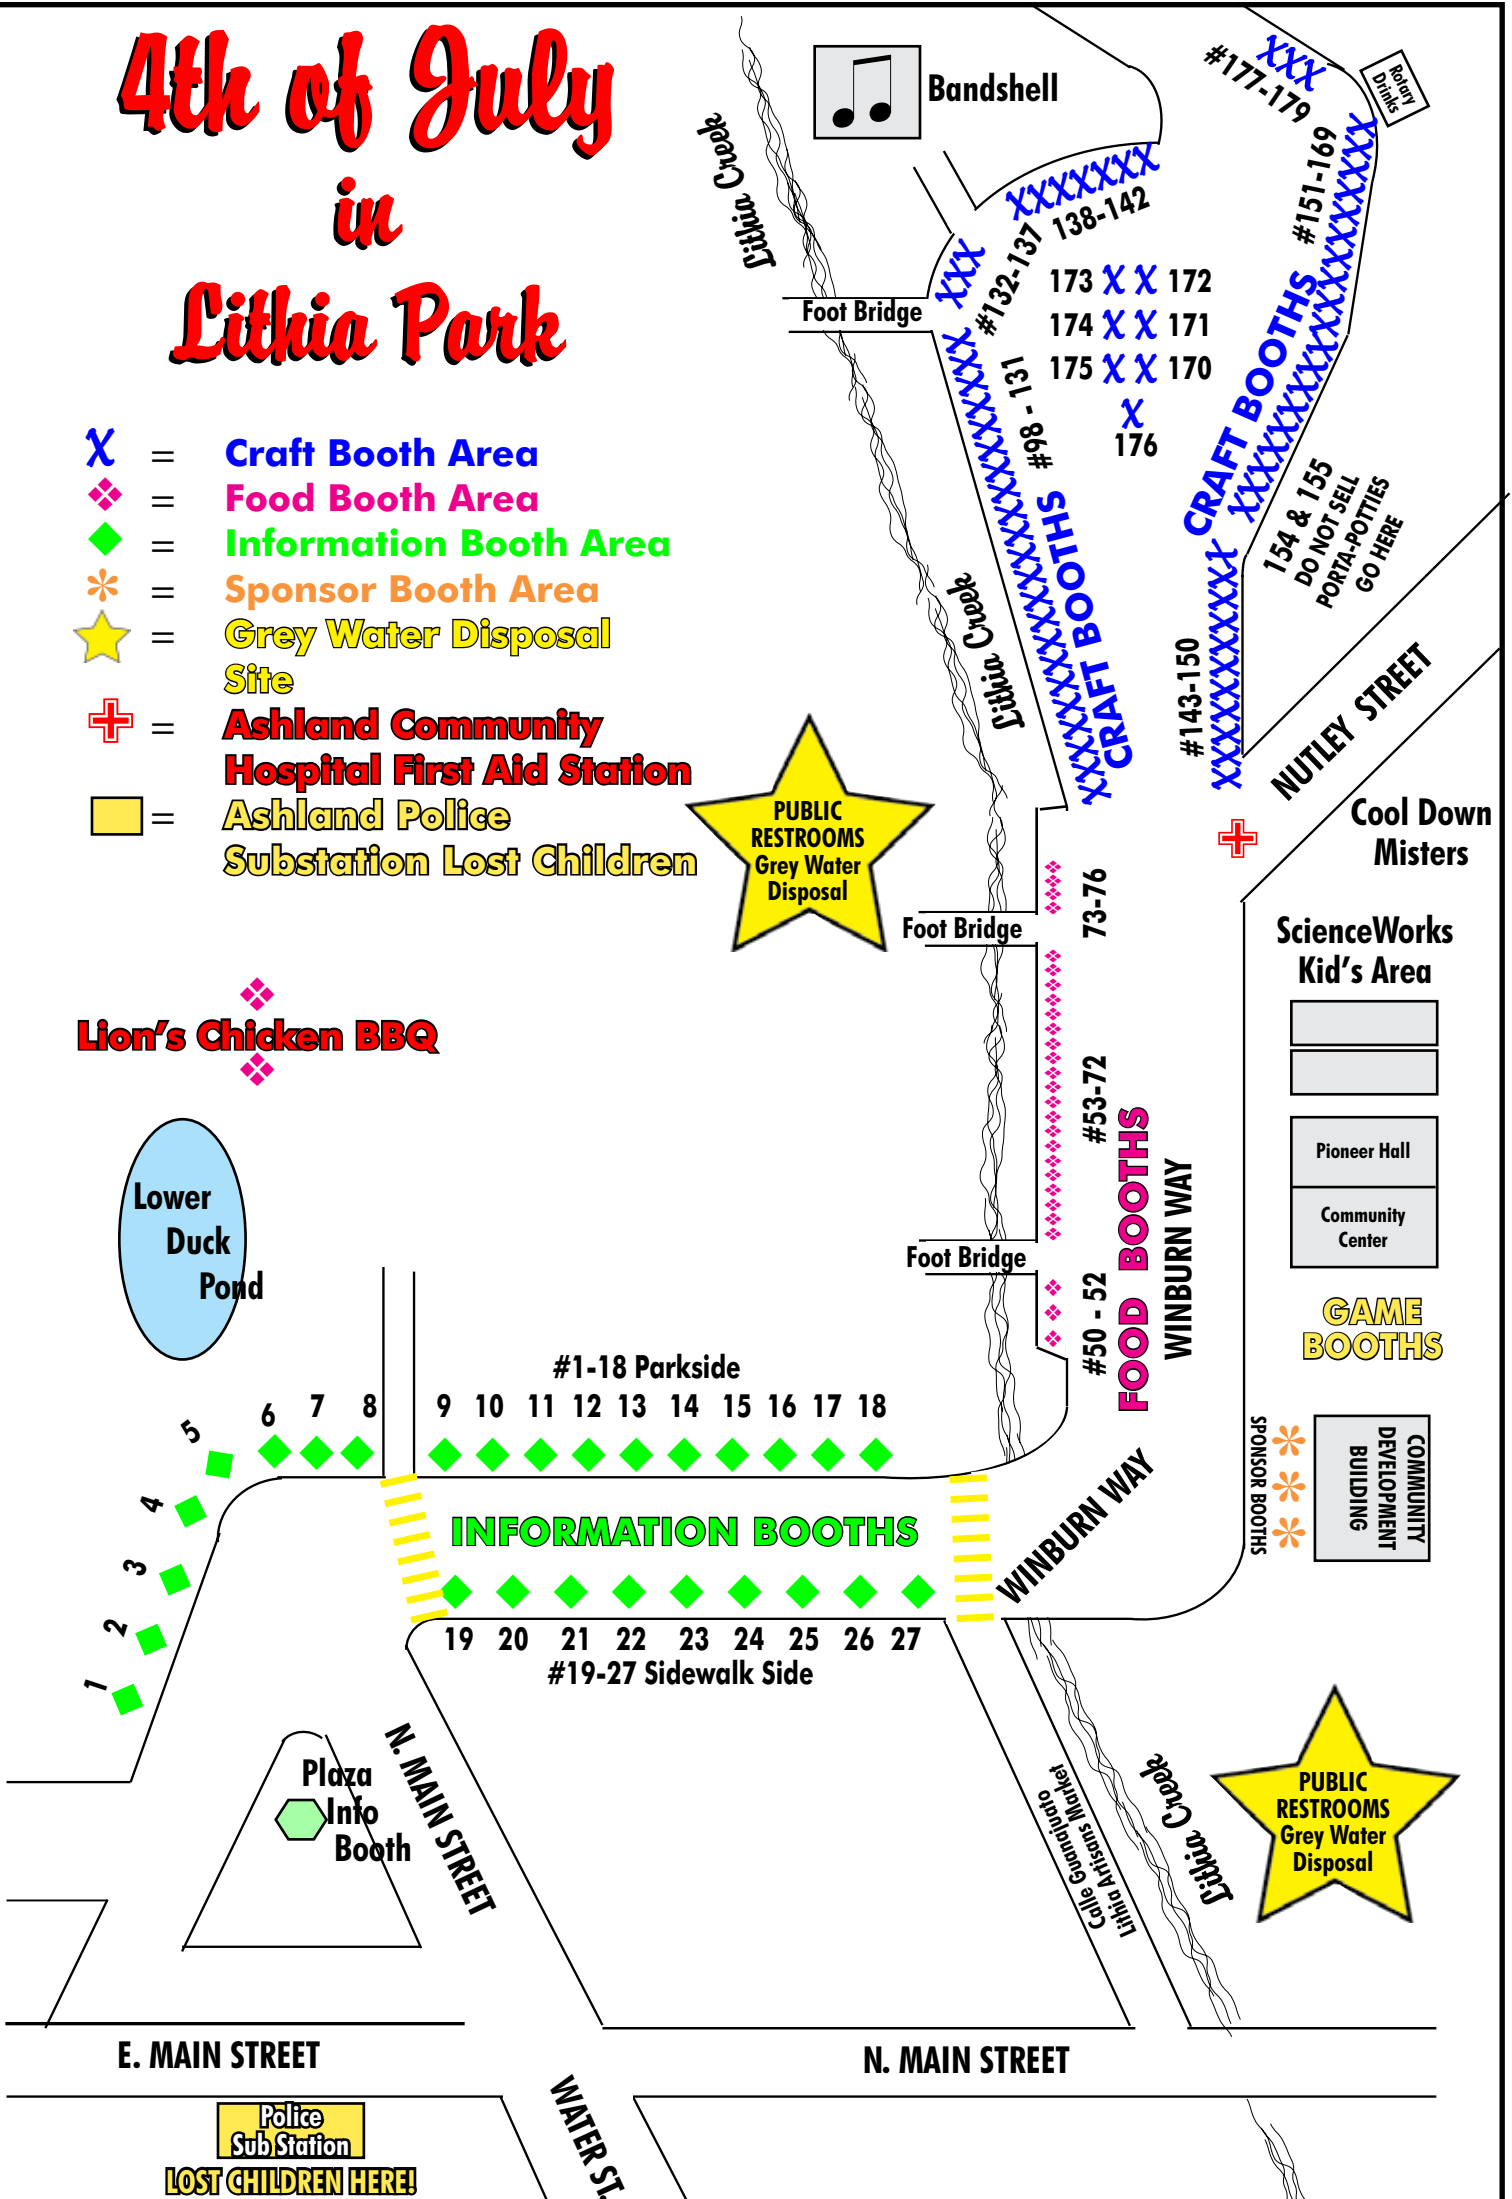 4th of July
in
Lithia Park
X = Craft Booth Area
= Food Booth Area
= Information Booth Area
= Sponsor Booth Area
= Grey Water Disposal
Site
= Ashland Community
Hospital First Aid Station
= Ashland Police
Substation Lost Children
Bandshell
Lithia Creek
Foot Bridge
#177-179
Rotary
Drinks
#151-169
138-142
#132-137
173 X X 172
174 X X 171
175 X X 170
X
176
#98 - 131
CRAFT BOOTHS
CRAFT BOOTHS
154 & 155
DO NOT SELL
PORTA-POTTIES
GO HERE
#143-150
NUTLEY STREET
Lithia Creek
Cool Down
Misters
PUBLIC
RESTROOMS
Grey Water
Disposal
73-76
Foot Bridge
ScienceWorks
Kid's Area
Lion's Chicken BBQ
#53-72
Pioneer Hall
Community
Center
FOOD BOOTHS
WINBURN WAY
Lower
Duck
Pond
Foot Bridge
#50 - 52
GAME
BOOTHS
#1-18 Parkside
5 6 7 8 9 10 11 12 13 14 15 16 17 18
4
3
2
1
SPONSOR BOOTHS
COMMUNITY
DEVELOPMENT
BUILDING
INFORMATION BOOTHS
WINBURN WAY
19 20 21 22 23 24 25 26 27
#19-27 Sidewalk Side
Plaza
Info
Booth
N. MAIN STREET
Calle Guanajuato
Lithia Artisans Market
Lithia Creek
PUBLIC
RESTROOMS
Grey Water
Disposal
E. MAIN STREET
N. MAIN STREET
WATER ST.
Police
Sub Station
LOST CHILDREN HERE!